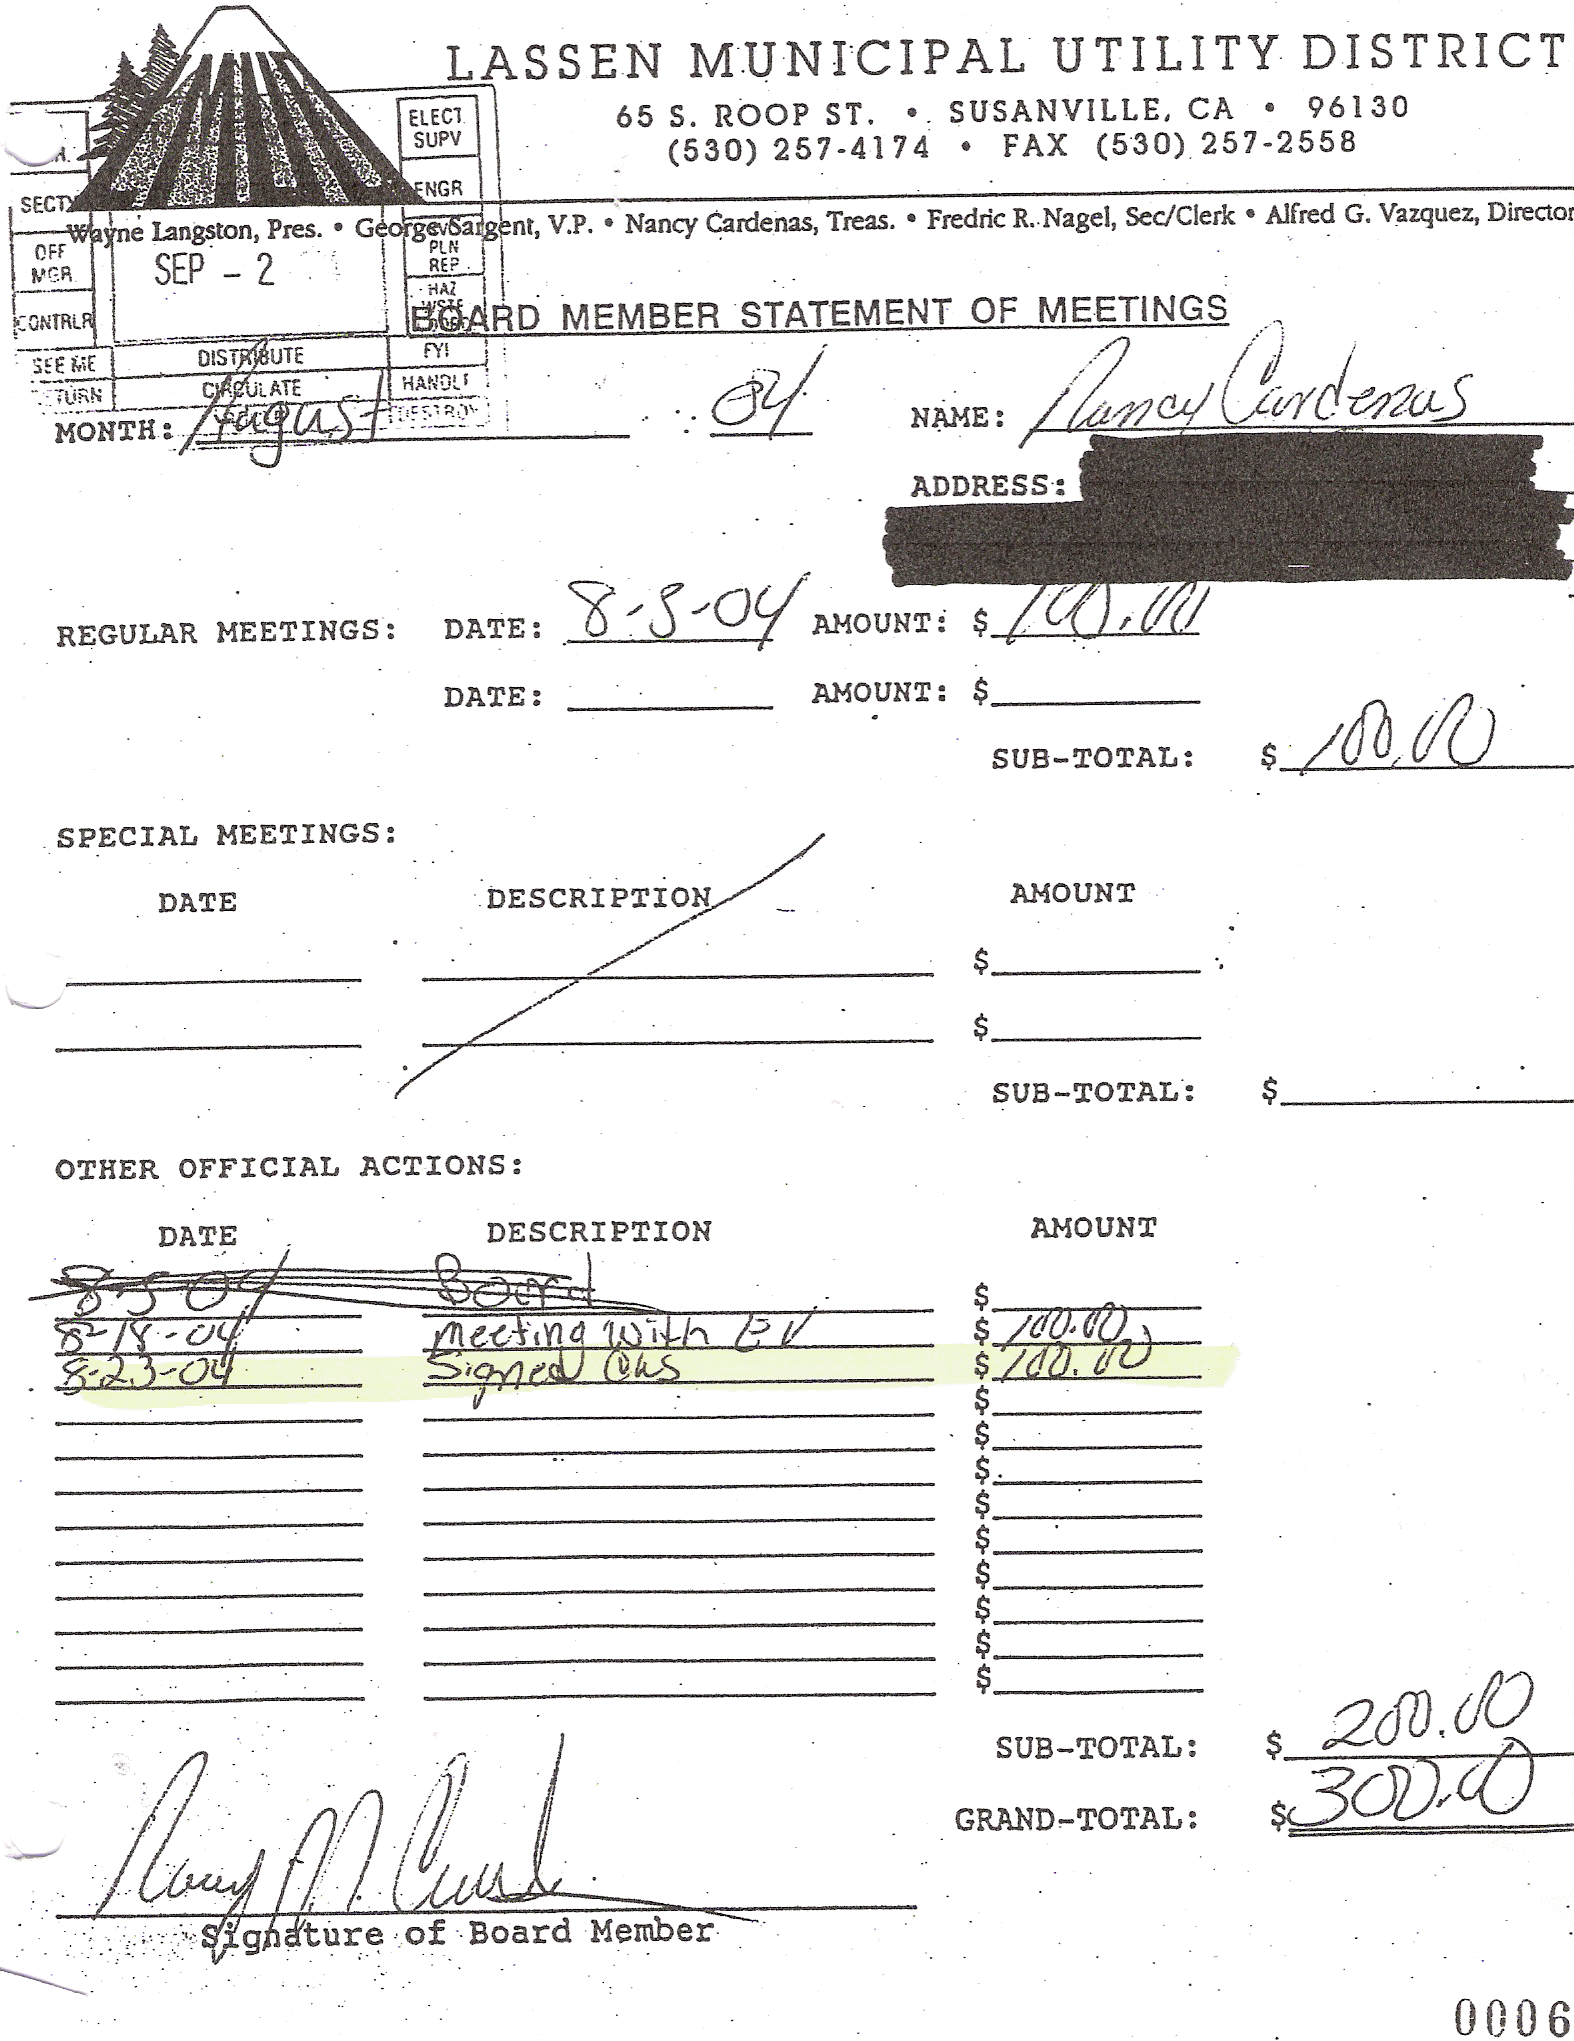 LASSEN MUNICIPAL UTILITY DISTRICT
65 S. ROOP ST. • SUSANVILLE, CA • 96130
(530) 257-4174 • FAX (530) 257-2558
Wayne Langston, Pres. • George Sargent, V.P. • Nancy Cardenas, Treas. • Fredric R. Nagel, Sec/Clerk • Alfred G. Vazquez, Director
ELECT
SUPV
ENGR
SECTY
OFF
MGR
SEP - 2
PLN
REP
HAZ
CONTRLR
SEE ME
DISTRIBUTE
FYI
TURN
CIRCULATE
HANDLE
DESTROY
BOARD MEMBER STATEMENT OF MEETINGS
MONTH: August 04 NAME: Nancy Cardenas
ADDRESS:
REGULAR MEETINGS: DATE: 8-3-04 AMOUNT: $ 100.00
DATE: AMOUNT: $
SUB-TOTAL: $ 100.00
SPECIAL MEETINGS:
DATE DESCRIPTION AMOUNT
$
$
SUB-TOTAL: $
OTHER OFFICIAL ACTIONS:
DATE DESCRIPTION AMOUNT
Board $
8-18-04 Meeting with EV $ 100.00
8-23-04 Signed Cks $ 100.00
$
$
$
$
$
$
$
$
$
SUB-TOTAL: $ 200.00
GRAND-TOTAL: $ 300.00
Nancy M. Cardenas
Signature of Board Member
0006